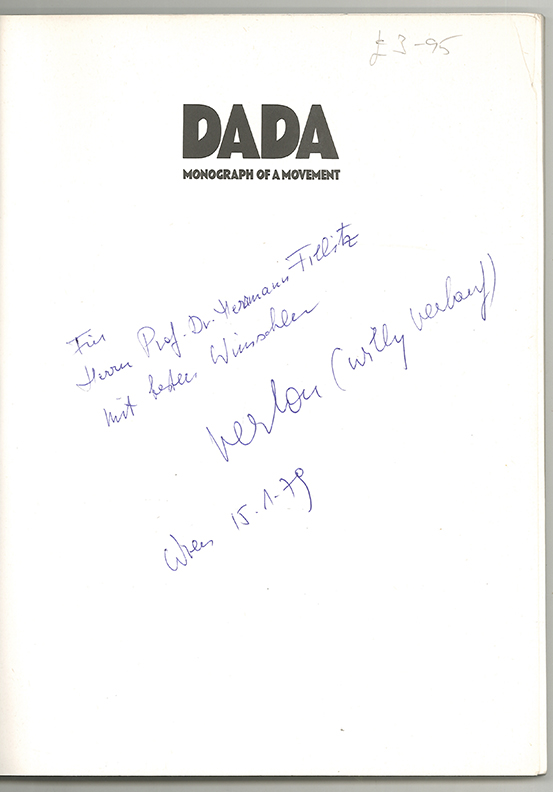 £3-95
DADA
MONOGRAPH OF A MOVEMENT
Für
Herrn Prof. Dr. Hermann Fillitz
mit besten Wünschen
Verlon (Willy Verkauf)
Wien 15.1.79